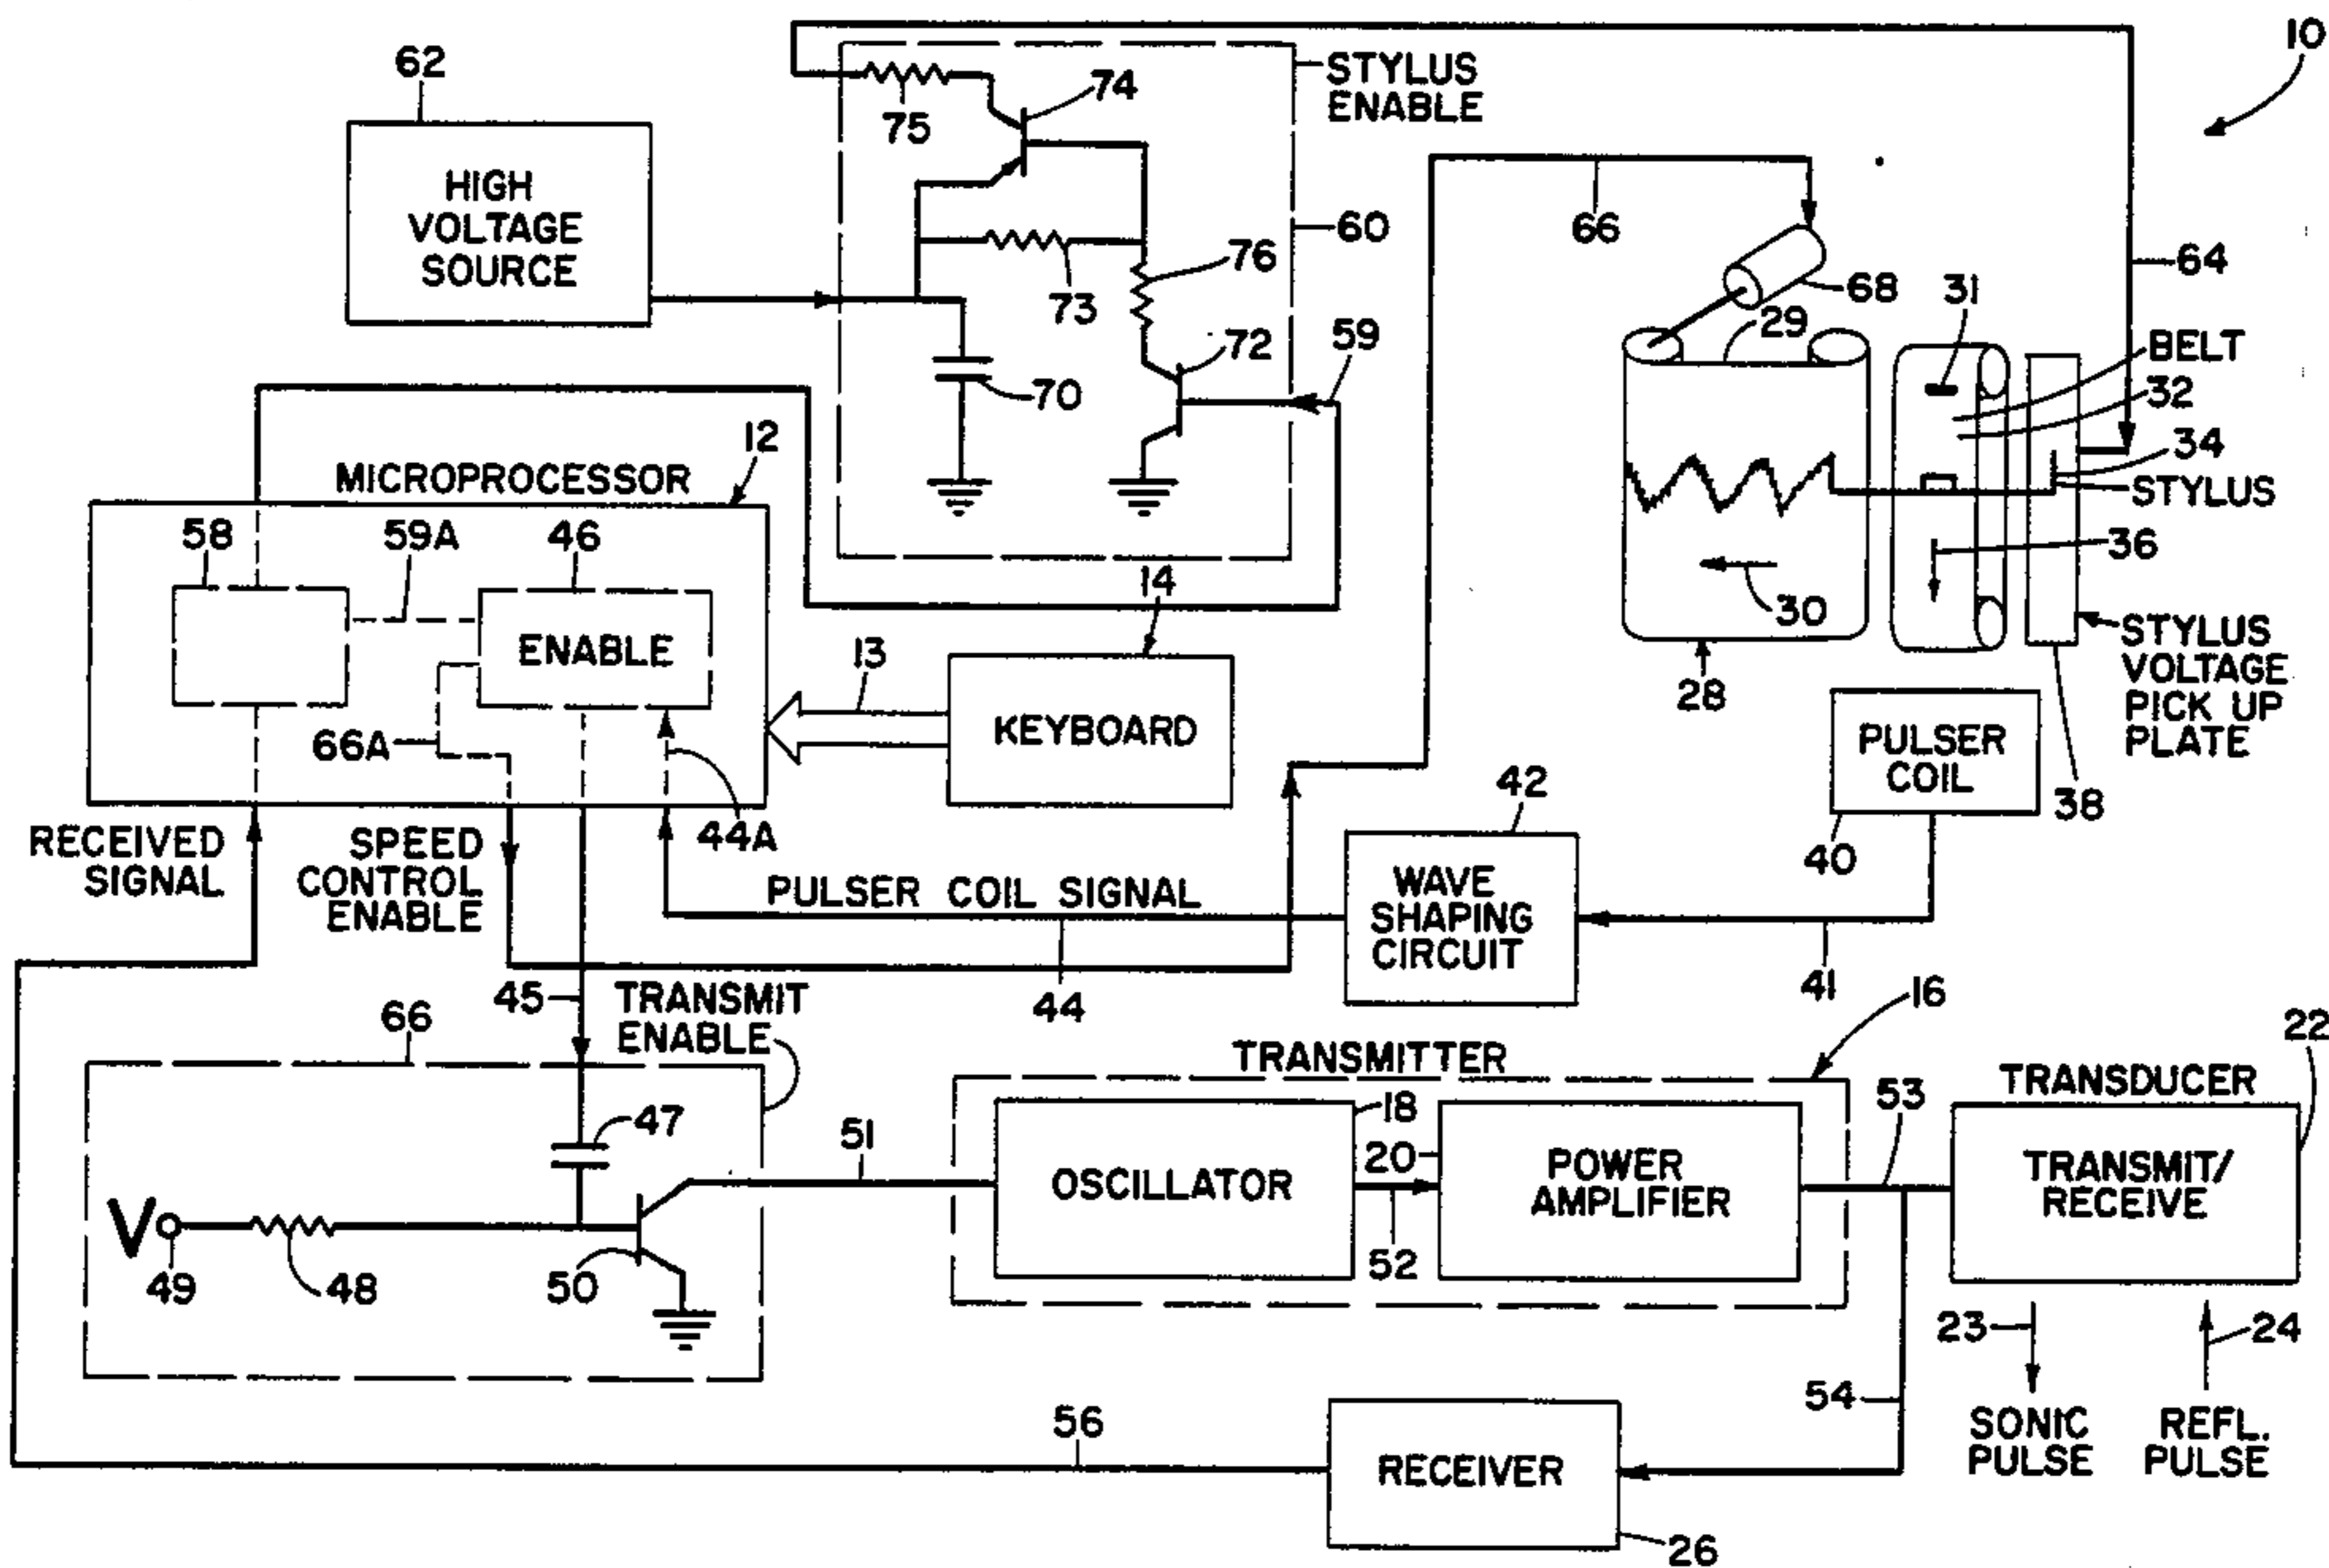 10
62
74
STYLUS
ENABLE
75
HIGH
VOLTAGE
SOURCE
60
66
64
76
68
31
73
29
59
BELT
72
32
70
12
34
MICROPROCESSOR
STYLUS
58
59A
46
36
14
30
ENABLE
13
STYLUS
VOLTAGE
PICK UP
PLATE
28
KEYBOARD
PULSER
COIL
66A
42
38
RECEIVED
SIGNAL
SPEED
CONTROL
ENABLE
44A
40
PULSER COIL SIGNAL
WAVE
SHAPING
CIRCUIT
45
TRANSMIT
ENABLE
44
41
16
66
22
TRANSMITTER
TRANSDUCER
47
51
18
53
OSCILLATOR
20
POWER
AMPLIFIER
TRANSMIT/
RECEIVE
V
49
48
50
52
23
24
54
56
SONIC
PULSE
REFL.
PULSE
RECEIVER
26